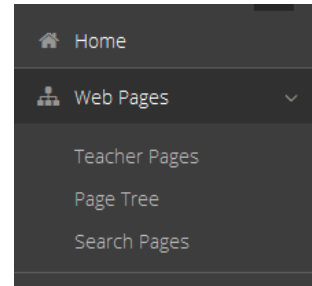 Home
Web Pages
Teacher Pages
Page Tree
Search Pages